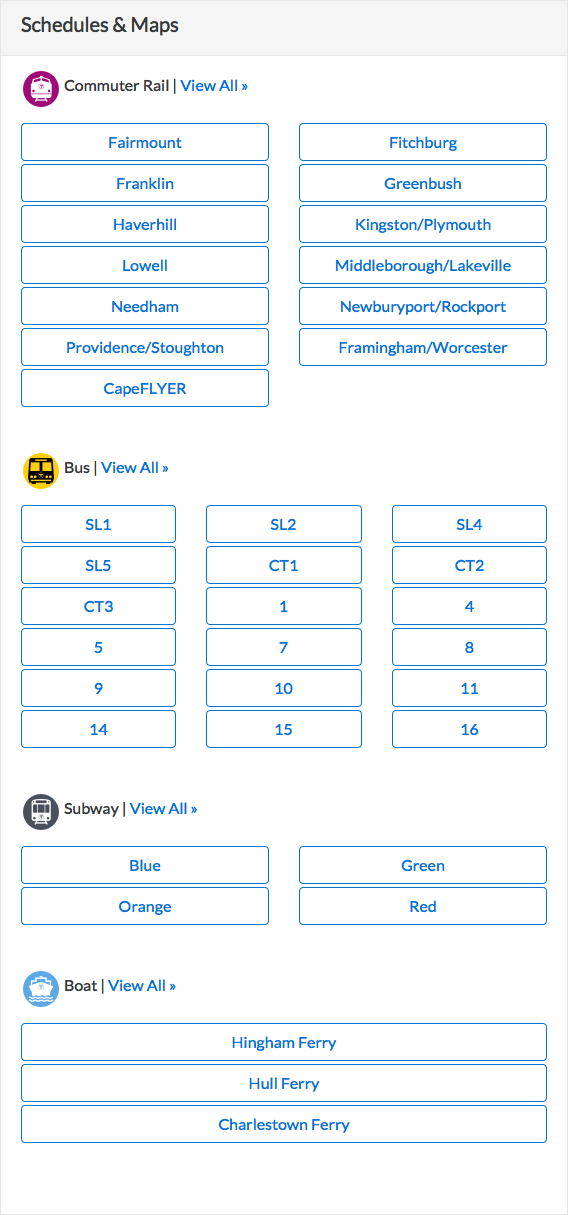 Schedules & Maps
Commuter Rail | View All »
Fairmount Fitchburg
Franklin Greenbush
Haverhill Kingston/Plymouth
Lowell Middleborough/Lakeville
Needham Newburyport/Rockport
Providence/Stoughton Framingham/Worcester
CapeFLYER
Bus | View All »
SL1 SL2 SL4
SL5 CT1 CT2
CT3 1 4
5 7 8
9 10 11
14 15 16
Subway | View All »
Blue Green
Orange Red
Boat | View All »
Hingham Ferry
Hull Ferry
Charlestown Ferry